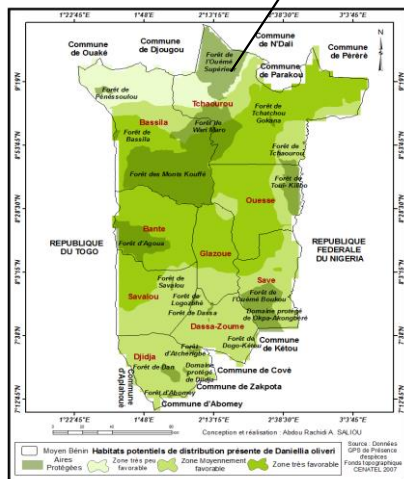 1°22'45"E 1°48'E 2°13'15"E 2°38'30"E 3°3'45"E
Commune de Ouaké
Commune de Djougou
Commune de N'Dali
Commune de Parakou
Commune de Pèrèrè
N
Forêt de l'Ouémé Supérieur
Forêt de Pénéssoulou
Tchaourou
Forêt de Tchatchou Gokana
Bassila
Forêt de Wari Maro
Forêt de Bassila
Forêt de Tchaourou
Forêt des Monts Kouffé
Forêt de Toui-Kilibo
Ouesse
Bante
REPUBLIQUE DU TOGO
Forêt d'Agoua
Glazoue
REPUBLIQUE FEDERALE DU NIGERIA
Forêt de Savalou
Save
Savalou
Forêt de Logozohè
Forêt de l'Ouémé Boukou
Forêt de Dassa
Domaine protégé de Okpa-Akongbèrè
Dassa-Zoume
Forêt de Dogo-Kétou
Commune de Kétou
Djidja
Forêt d'Atchérigbé
Forêt de Dan
Domaine protégé de Djidja
Commune de Covè
Commune d'Aplahoué
Commune de Zakpota
Forêt d'Abomey
Commune d'Abomey
1°22'45"E 1°48'E 2°13'15"E 2°38'30"E 3°3'45"E
Conception et réalisation : Abdou Rachidi A. SALIOU
Moyen Bénin Habitats potentiels de distribution présente de Daniellia oliveri
Aires Protégées
Zone très peu favorable
Zone Moyennement favorable
Zone très favorable
Source : Données GPS de Présence d'espèces
Fonds topographique CENATEL 2007